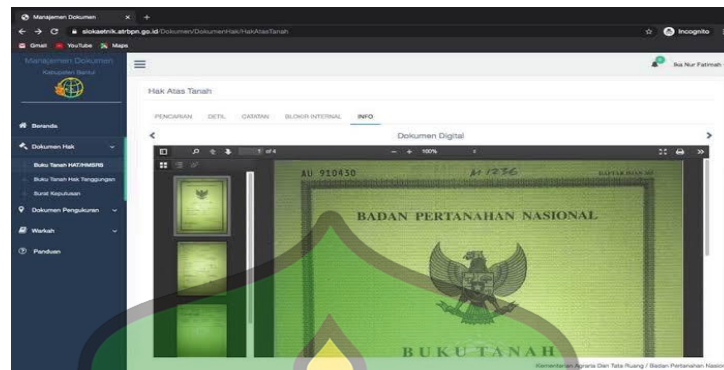 Manajemen Dokumen
siokaetnik.atrbpn.go.id/Dokumen/DokumenHak/HakAtasTanah
Incognito
Gmail YouTube Maps
Manajemen Dokumen
Kabupaten Bantul
Ika Nur Fatimah
Hak Atas Tanah
PENCARIAN DETIL CATATAN BLOKIR INTERNAL INFO
Beranda
Dokumen Hak
Buku Tanah HAT/HMSRS
Buku Tanah Hak Tanggungan
Surat Keputusan
Dokumen Pengukuran
Warkah
Panduan
Dokumen Digital
1 of 4
100%
AU 910430
BADAN PERTANAHAN NASIONAL
BUKU TANAH
Kementerian Agraria Dan Tata Ruang / Badan Pertanahan Nasional